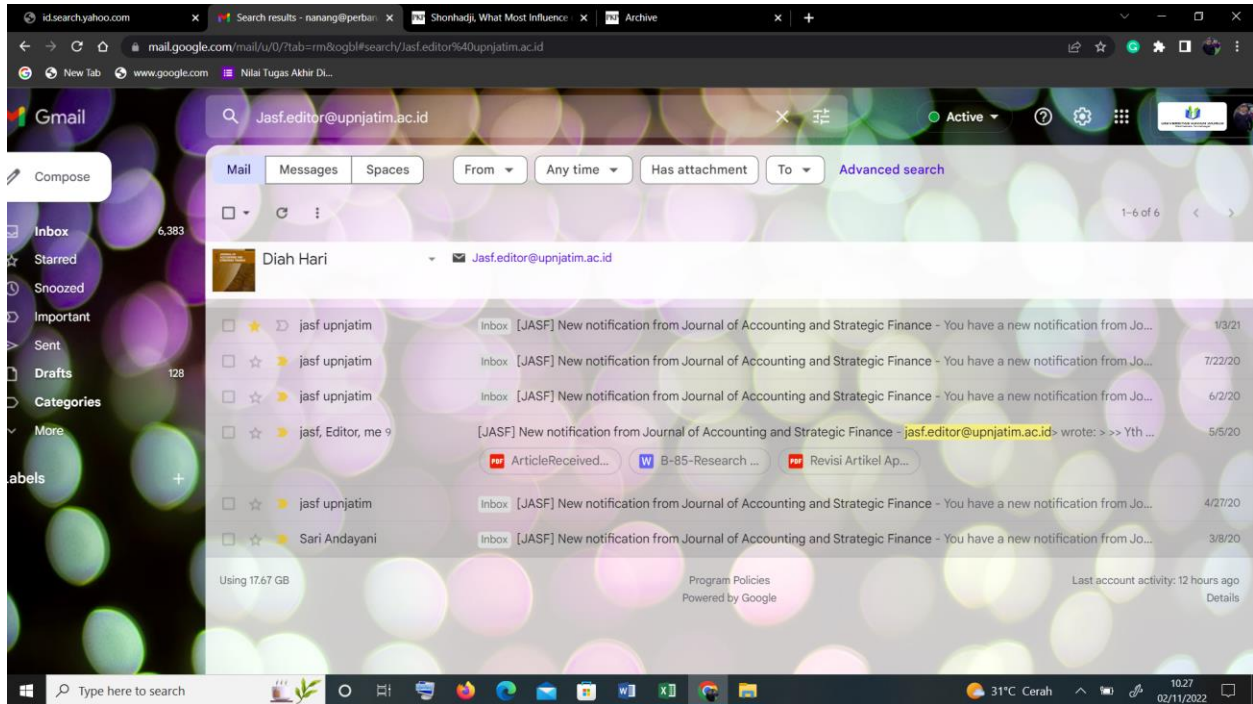 id.search.yahoo.com
Search results - nanang@perban
Shonhadji, What Most Influence
Archive
mail.google.com/mail/u/0/?tab=rm&ogbl#search/Jasf.editor%40upnjatim.ac.id
New Tab
www.google.com
Nilai Tugas Akhir Di...
Gmail
Jasf.editor@upnjatim.ac.id
Active
Compose
Mail
Messages
Spaces
From
Any time
Has attachment
To
Advanced search
1-6 of 6
Inbox 6,383
Starred
Snoozed
Important
Sent
Drafts 128
Categories
More
abels
Diah Hari
Jasf.editor@upnjatim.ac.id
jasf upnjatim Inbox [JASF] New notification from Journal of Accounting and Strategic Finance - You have a new notification from Jo... 1/3/21
jasf upnjatim Inbox [JASF] New notification from Journal of Accounting and Strategic Finance - You have a new notification from Jo... 7/22/20
jasf upnjatim Inbox [JASF] New notification from Journal of Accounting and Strategic Finance - You have a new notification from Jo... 6/2/20
jasf, Editor, me 9 [JASF] New notification from Journal of Accounting and Strategic Finance - jasf.editor@upnjatim.ac.id> wrote: > >> Yth ... 5/5/20
PDF ArticleReceived... W B-85-Research ... PDF Revisi Artikel Ap...
jasf upnjatim Inbox [JASF] New notification from Journal of Accounting and Strategic Finance - You have a new notification from Jo... 4/27/20
Sari Andayani Inbox [JASF] New notification from Journal of Accounting and Strategic Finance - You have a new notification from Jo... 3/8/20
Using 17.67 GB
Program Policies
Powered by Google
Last account activity: 12 hours ago
Details
Type here to search
31°C Cerah
10.27
02/11/2022